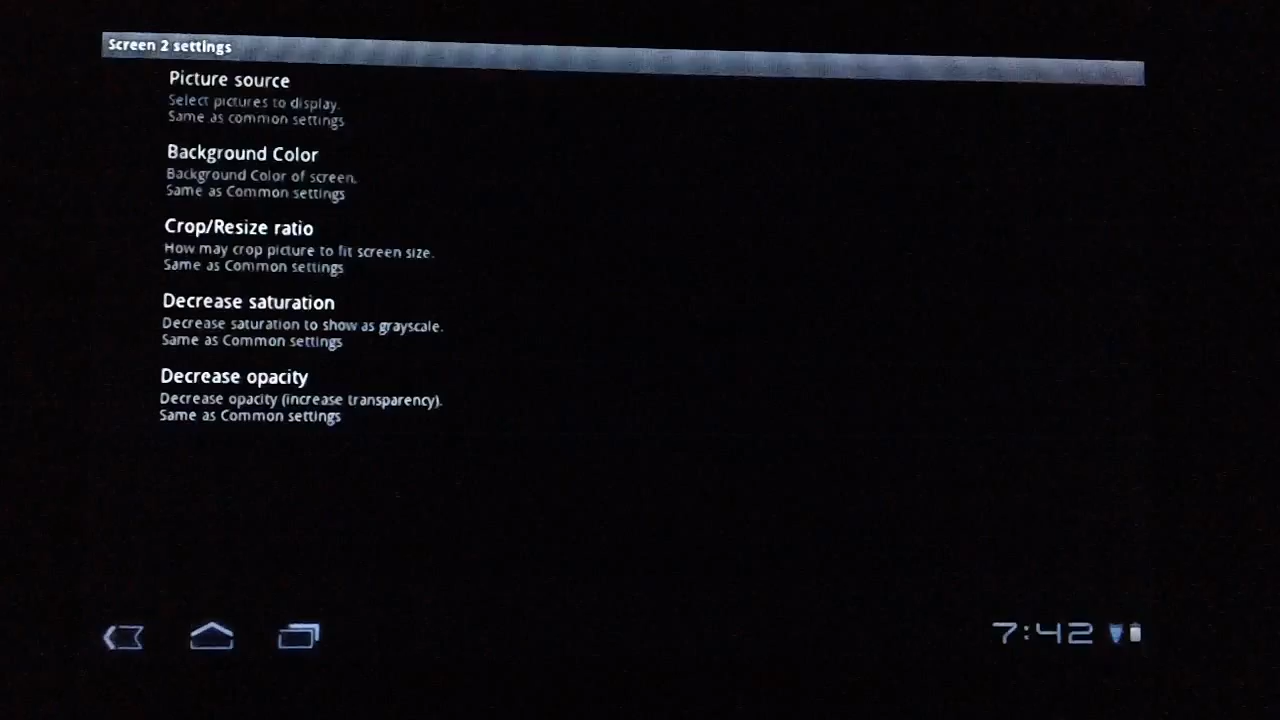 Screen 2 settings
Picture source
Select pictures to display.
Same as common settings
Background Color
Background Color of screen.
Same as Common settings
Crop/Resize ratio
How may crop picture to fit screen size.
Same as Common settings
Decrease saturation
Decrease saturation to show as grayscale.
Same as Common settings
Decrease opacity
Decrease opacity (increase transparency).
Same as Common settings
7:42